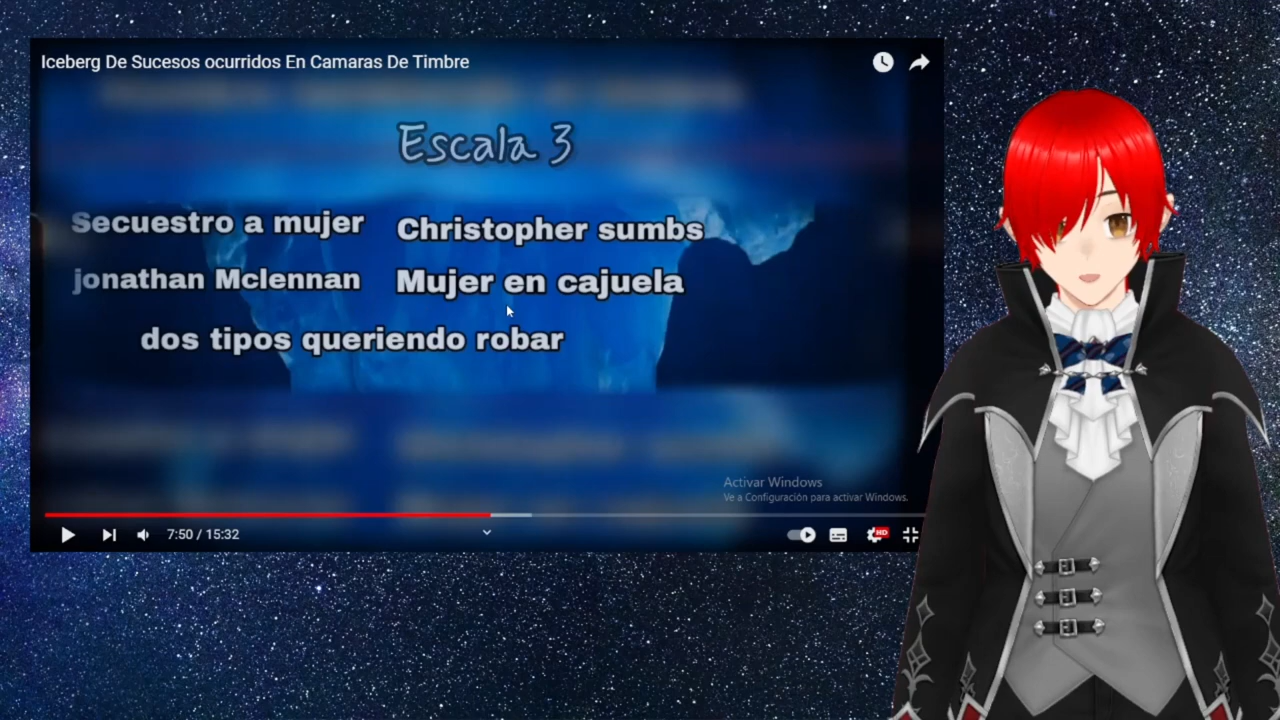 Iceberg De Sucesos ocurridos En Camaras De Timbre
Escala 3
Secuestro a mujer
Christopher sumbs
jonathan Mclennan
Mujer en cajuela
dos tipos queriendo robar
Activar Windows
Ve a Configuración para activar Windows.
7:50 / 15:32
HD